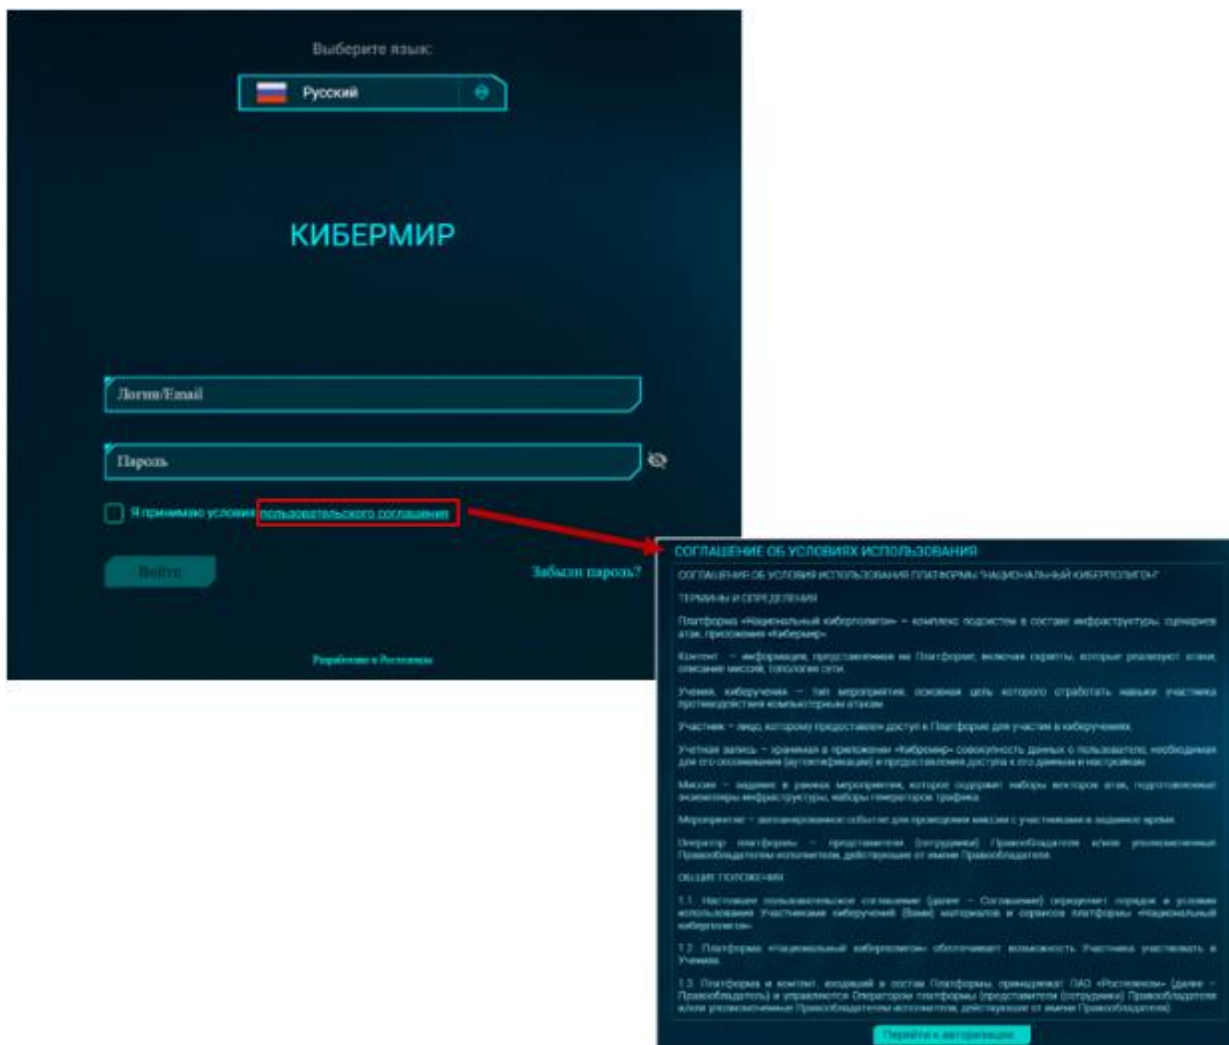 Выберите язык:
Русский
КИБЕРМИР
Логин/Email
Пароль
Я принимаю условия пользовательского соглашения
Войти
Забыли пароль?
Разработано в Ростелеком
СОГЛАШЕНИЕ ОБ УСЛОВИЯХ ИСПОЛЬЗОВАНИЯ
СОГЛАШЕНИЯ ОБ УСЛОВИЯ ИСПОЛЬЗОВАНИЯ ПЛАТФОРМЫ "НАЦИОНАЛЬНЫЙ КИБЕРПОЛИГОН"
ТЕРМИНЫ И ОПРЕДЕЛЕНИЯ
Платформа «Национальный киберполигон» – комплекс подсистем в составе инфраструктуры, сценариев
атак, приложения «Кибермир»
Контент – информация, представленная на Платформе, включая скрипты, которые реализуют атаки,
описание миссий, топология сети.
Учения, киберучения – тип мероприятия, основная цель которого отработать навыки участника
противодействия компьютерным атакам
Участник – лицо, которому предоставлен доступ к Платформе для участия в киберучениях
Учетная запись – хранимая в приложении «Кибромир» совокупность данных о пользователе, необходимая
для его опознавания (аутентификации) и предоставления доступа к его данным и настройкам
Миссия – задание в рамках мероприятия, которое содержит наборы векторов атак, подготовленные
экземпляры инфраструктуры, наборы генераторов трафика.
Мероприятие – запланированное событие для проведения миссии с участниками в заданное время
Оператор платформы – представители (сотрудники) Правообладателя и/или уполномоченные
Правообладателем исполнители, действующие от имени Правообладателя.
ОБЩИЕ ПОЛОЖЕНИЯ
1.1. Настоящее пользовательское соглашение (далее – Соглашение) определяет порядок и условия
использования Участниками киберучений (Вами) материалов и сервисов платформы «Национальный
киберполигон»
1.2. Платформа «Национальный киберполигон» обеспечивает возможность Участника участвовать в
Учениях.
1.3. Платформа и контент, входящий в состав Платформы, принадлежат ПАО «Ростелеком» (далее –
Правообладатель) и управляются Оператором платформы (представители (сотрудники) Правообладателя
и/или уполномоченные Правообладателем исполнители, действующие от имени Правообладателя).
Перейти к авторизации